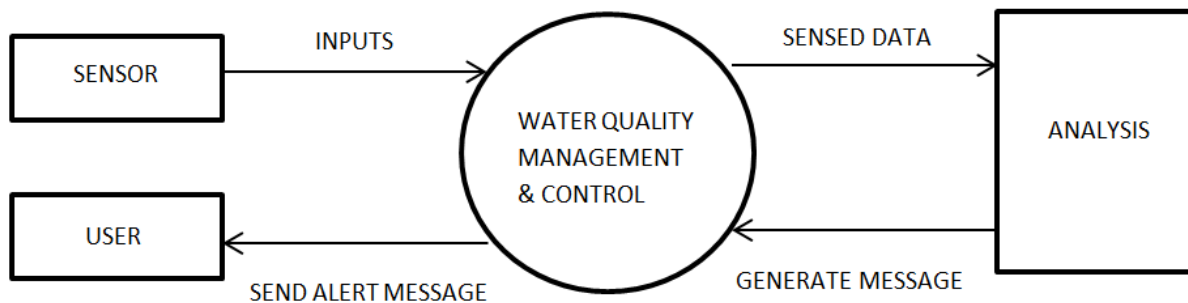 INPUTS
SENSED DATA
SENSOR
WATER QUALITY
MANAGEMENT
& CONTROL
ANALYSIS
USER
SEND ALERT MESSAGE
GENERATE MESSAGE